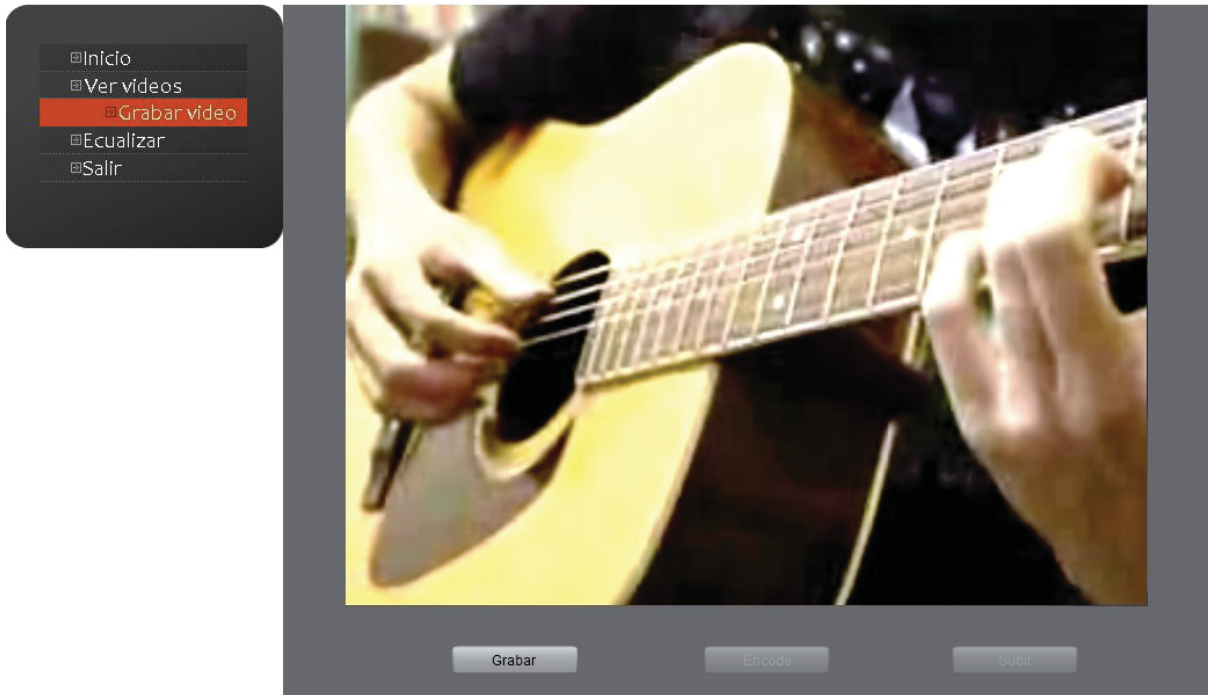 Inicio
Ver videos
Grabar video
Ecualizar
Salir
Grabar
Encode
Subir